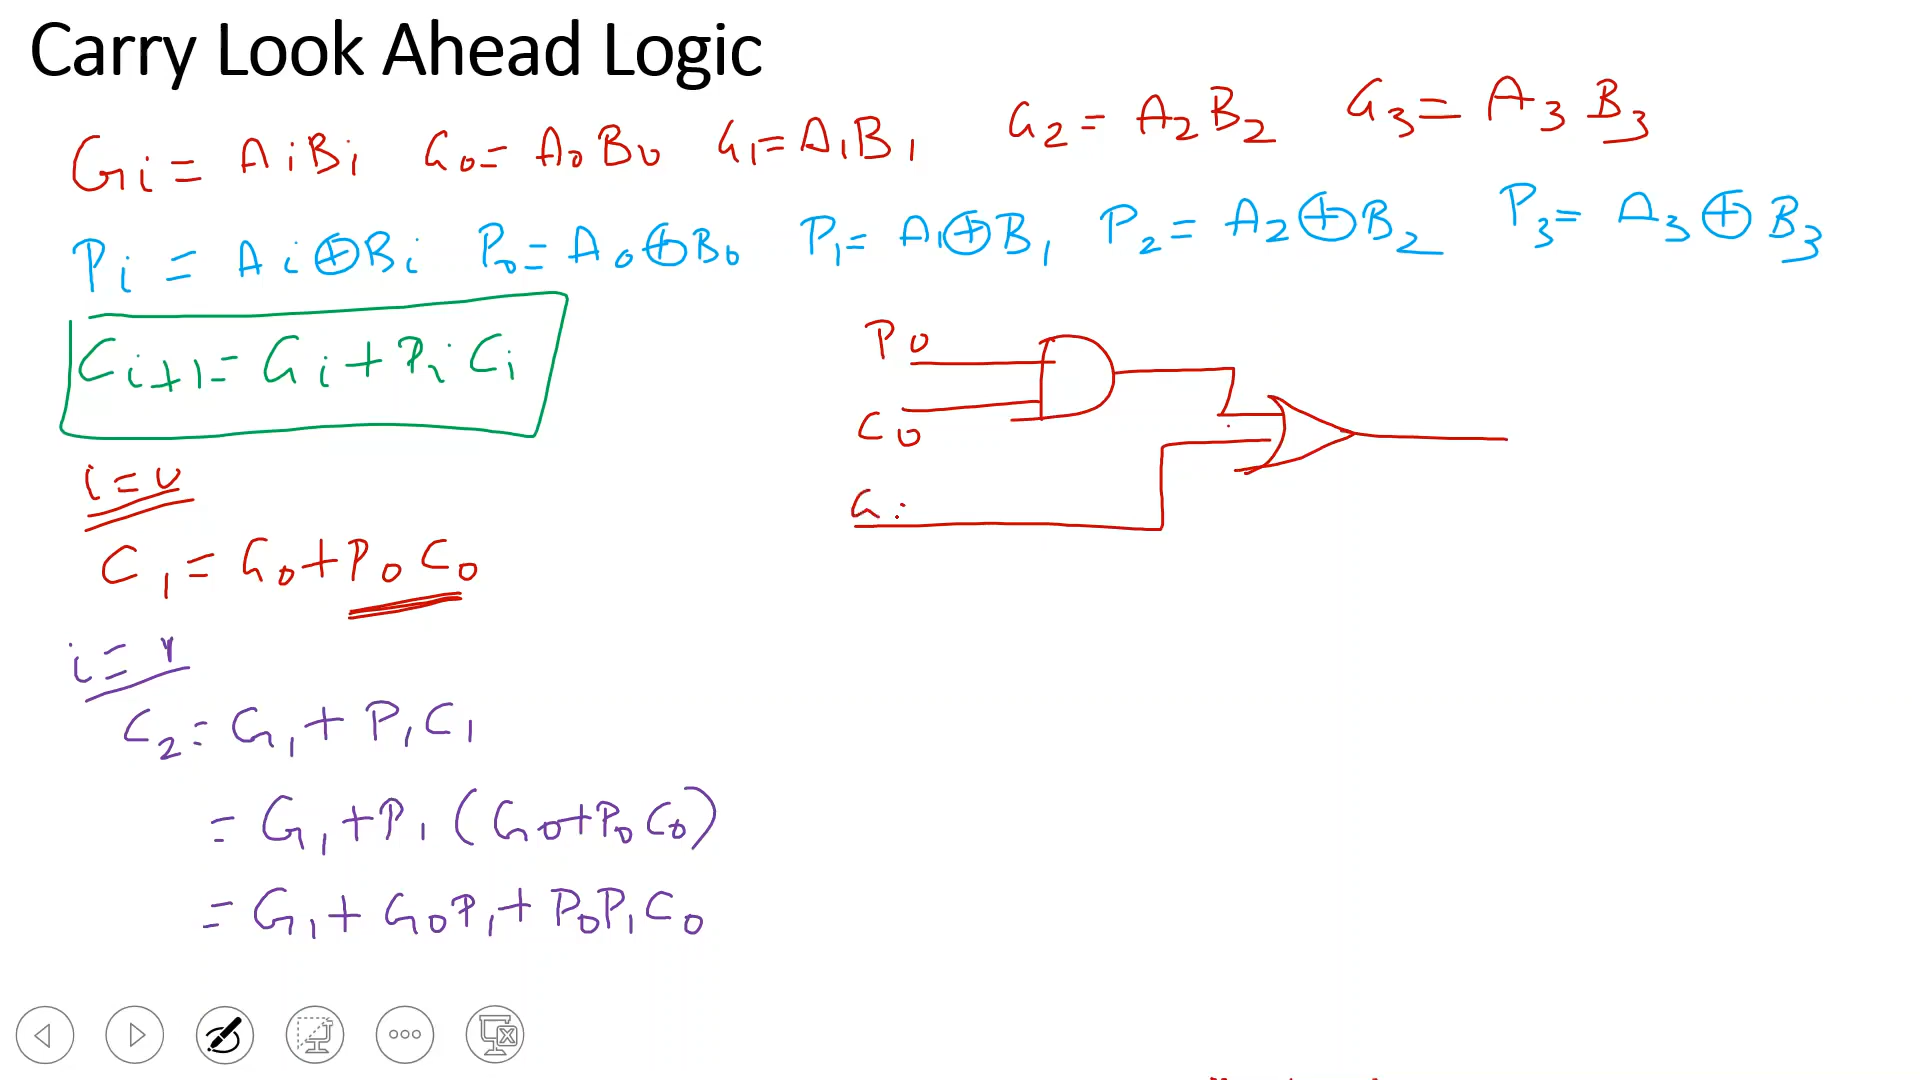 Carry Look Ahead Logic
Gi = AiBi G0 = A0B0 G1 = A1B1 G2 = A2B2 G3 = A3B3
Pi = Ai⊕Bi P0 = A0⊕B0 P1 = A1⊕B1 P2 = A2⊕B2 P3 = A3⊕B3
Ci+1 = Gi + PiCi
i=0
C1 = G0 + P0C0
i=1
C2 = G1 + P1C1
= G1 + P1(G0+P0C0)
= G1 + G0P1 + P0P1C0
P0
C0
G